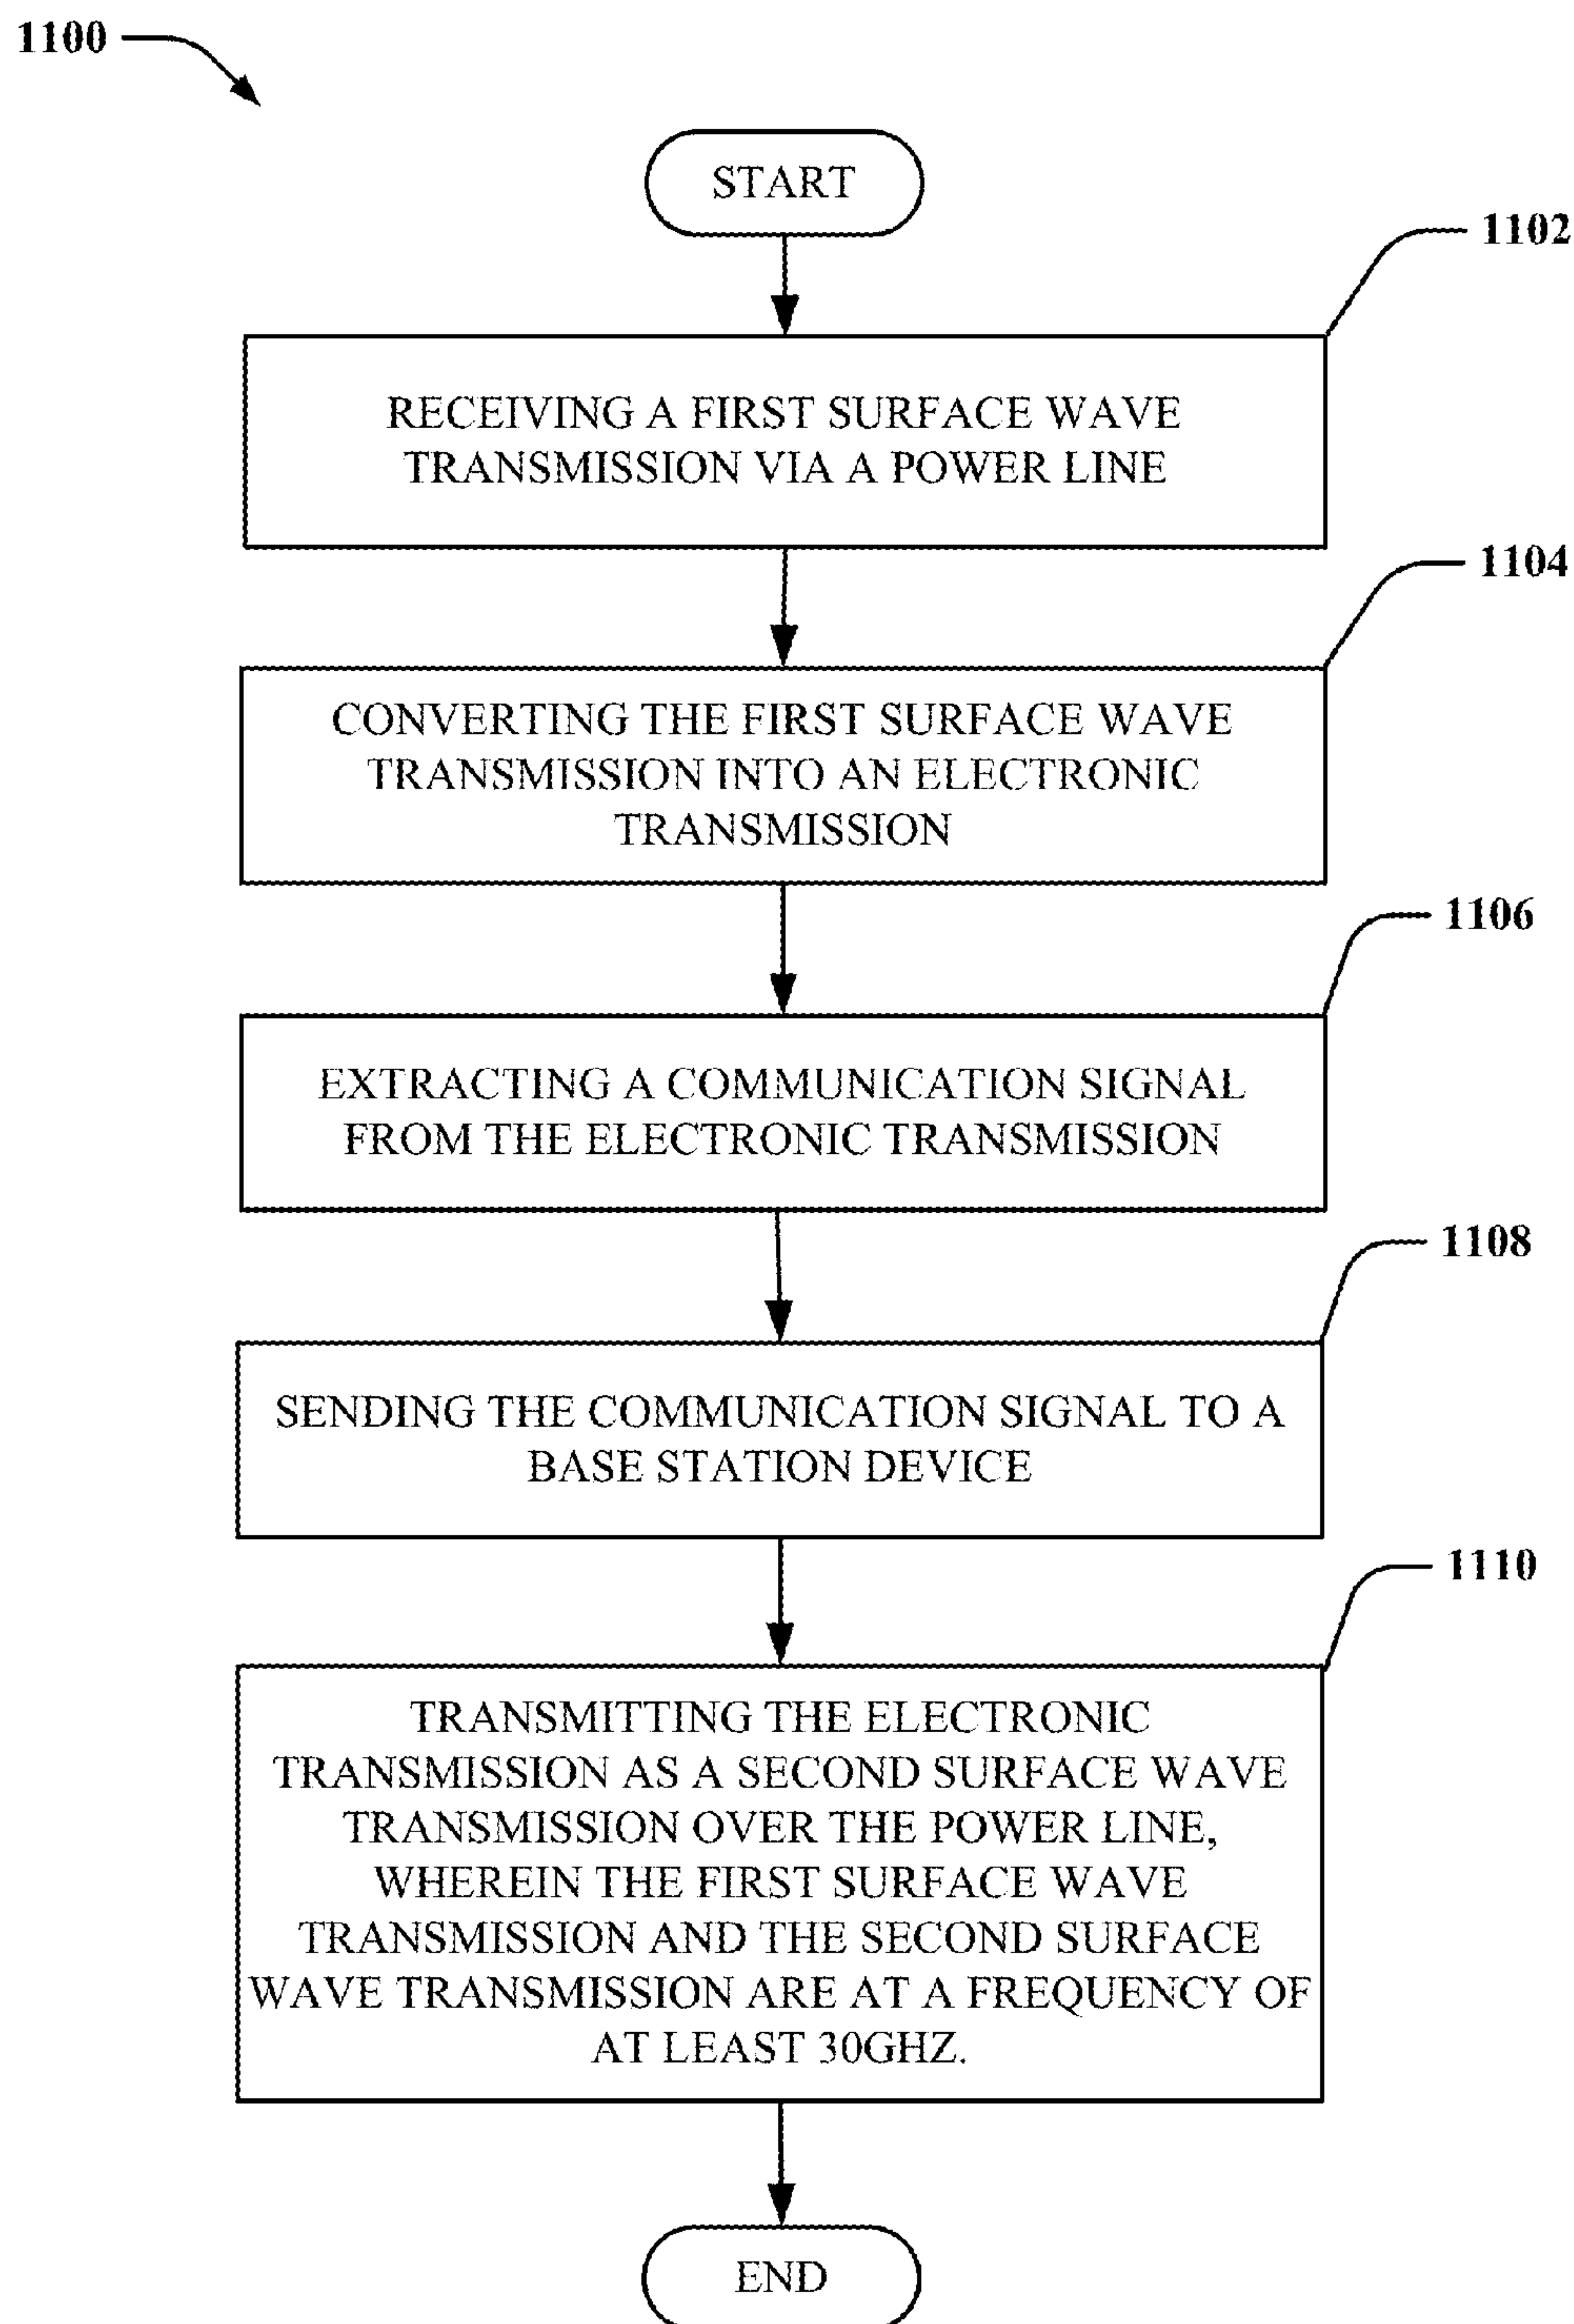 1100
START
1102
RECEIVING A FIRST SURFACE WAVE
TRANSMISSION VIA A POWER LINE
1104
CONVERTING THE FIRST SURFACE WAVE
TRANSMISSION INTO AN ELECTRONIC
TRANSMISSION
1106
EXTRACTING A COMMUNICATION SIGNAL
FROM THE ELECTRONIC TRANSMISSION
1108
SENDING THE COMMUNICATION SIGNAL TO A
BASE STATION DEVICE
1110
TRANSMITTING THE ELECTRONIC
TRANSMISSION AS A SECOND SURFACE WAVE
TRANSMISSION OVER THE POWER LINE,
WHEREIN THE FIRST SURFACE WAVE
TRANSMISSION AND THE SECOND SURFACE
WAVE TRANSMISSION ARE AT A FREQUENCY OF
AT LEAST 30GHZ.
END